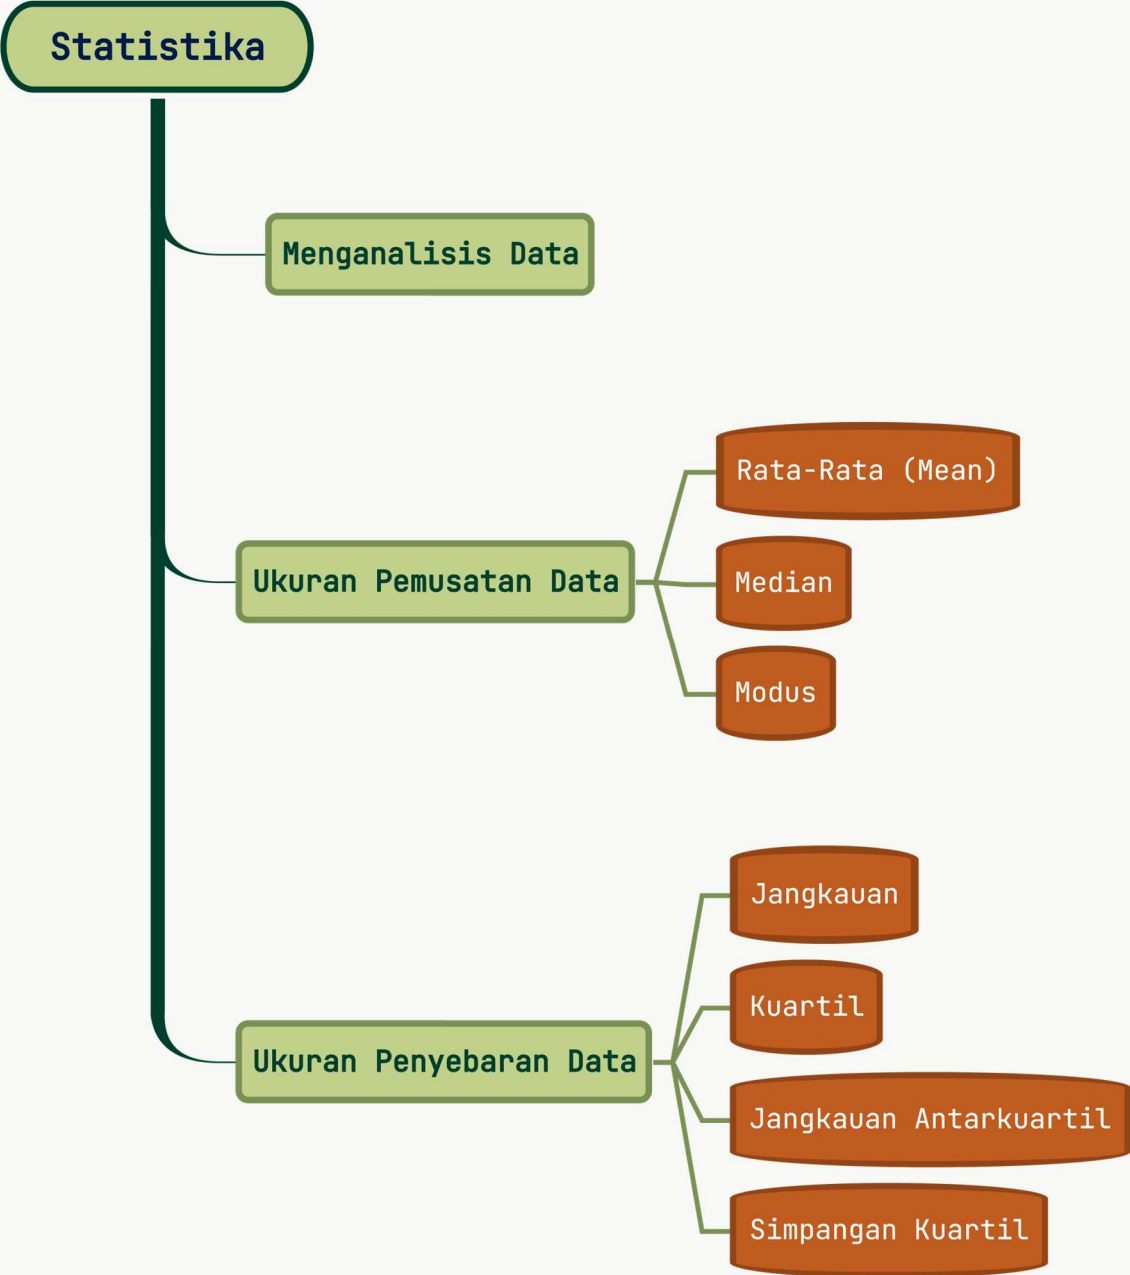 Statistika
Menganalisis Data
Ukuran Pemusatan Data
Rata-Rata (Mean)
Median
Modus
Ukuran Penyebaran Data
Jangkauan
Kuartil
Jangkauan Antarkuartil
Simpangan Kuartil